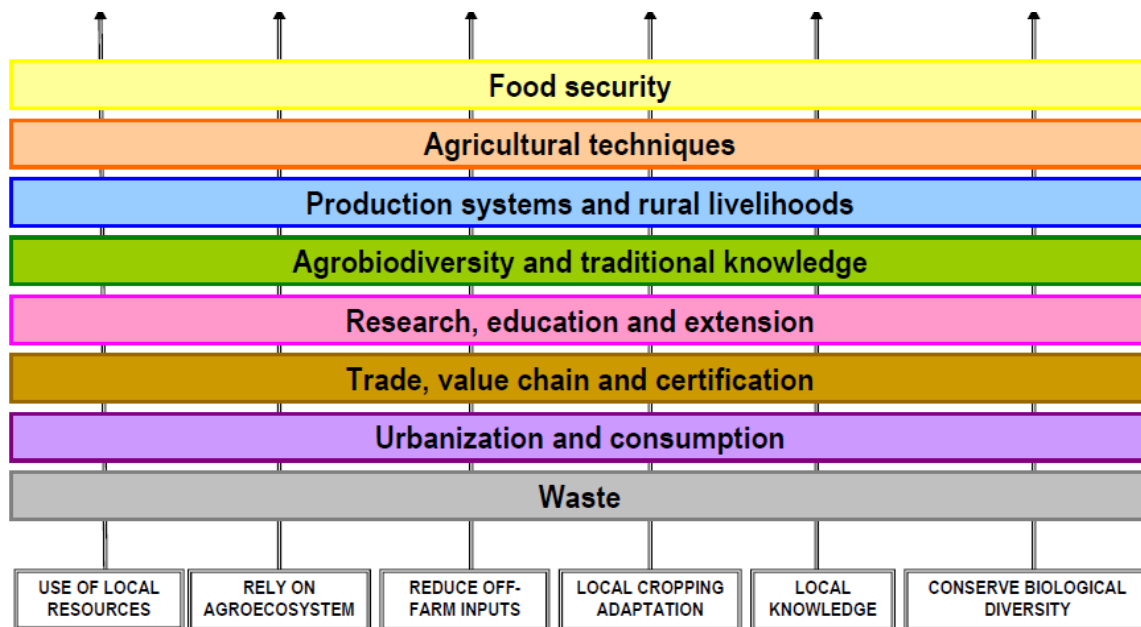 Food security
Agricultural techniques
Production systems and rural livelihoods
Agrobiodiversity and traditional knowledge
Research, education and extension
Trade, value chain and certification
Urbanization and consumption
Waste
USE OF LOCAL
RESOURCES
RELY ON
AGROECOSYSTEM
REDUCE OFF-
FARM INPUTS
LOCAL CROPPING
ADAPTATION
LOCAL
KNOWLEDGE
CONSERVE BIOLOGICAL
DIVERSITY